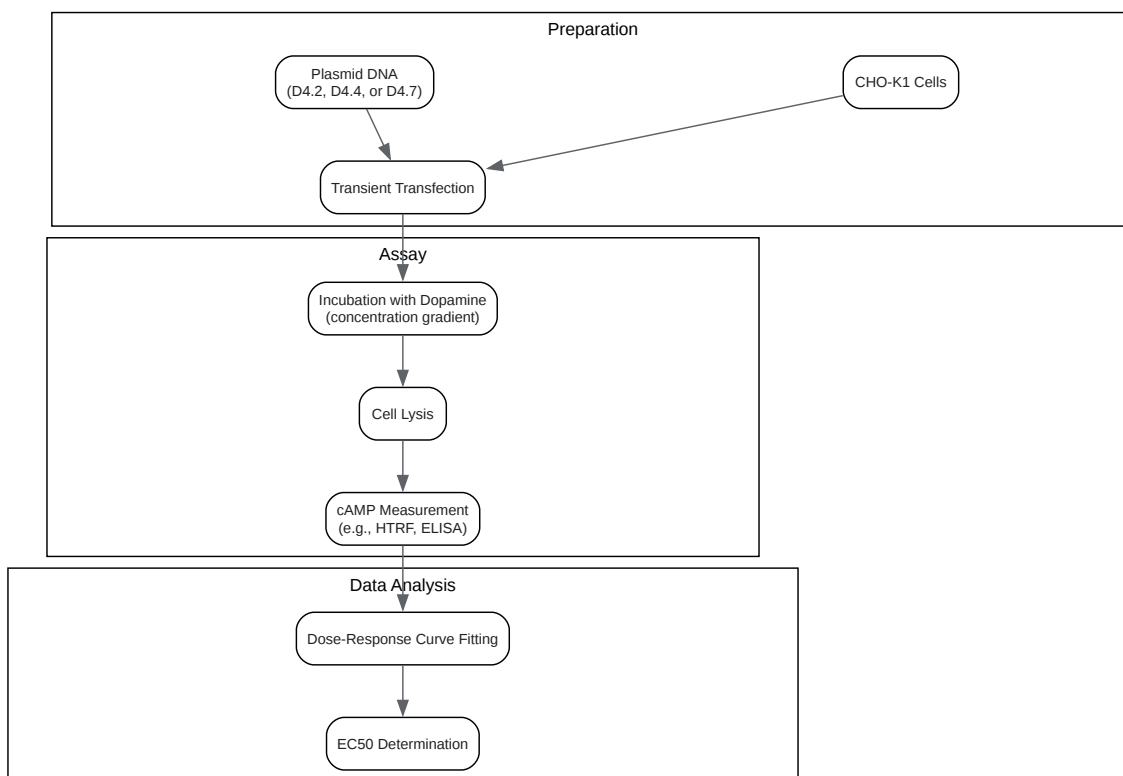 Preparation
Plasmid DNA
(D4.2, D4.4, or D4.7)
CHO-K1 Cells
Transient Transfection
Assay
Incubation with Dopamine
(concentration gradient)
Cell Lysis
cAMP Measurement
(e.g., HTRF, ELISA)
Data Analysis
Dose-Response Curve Fitting
EC50 Determination